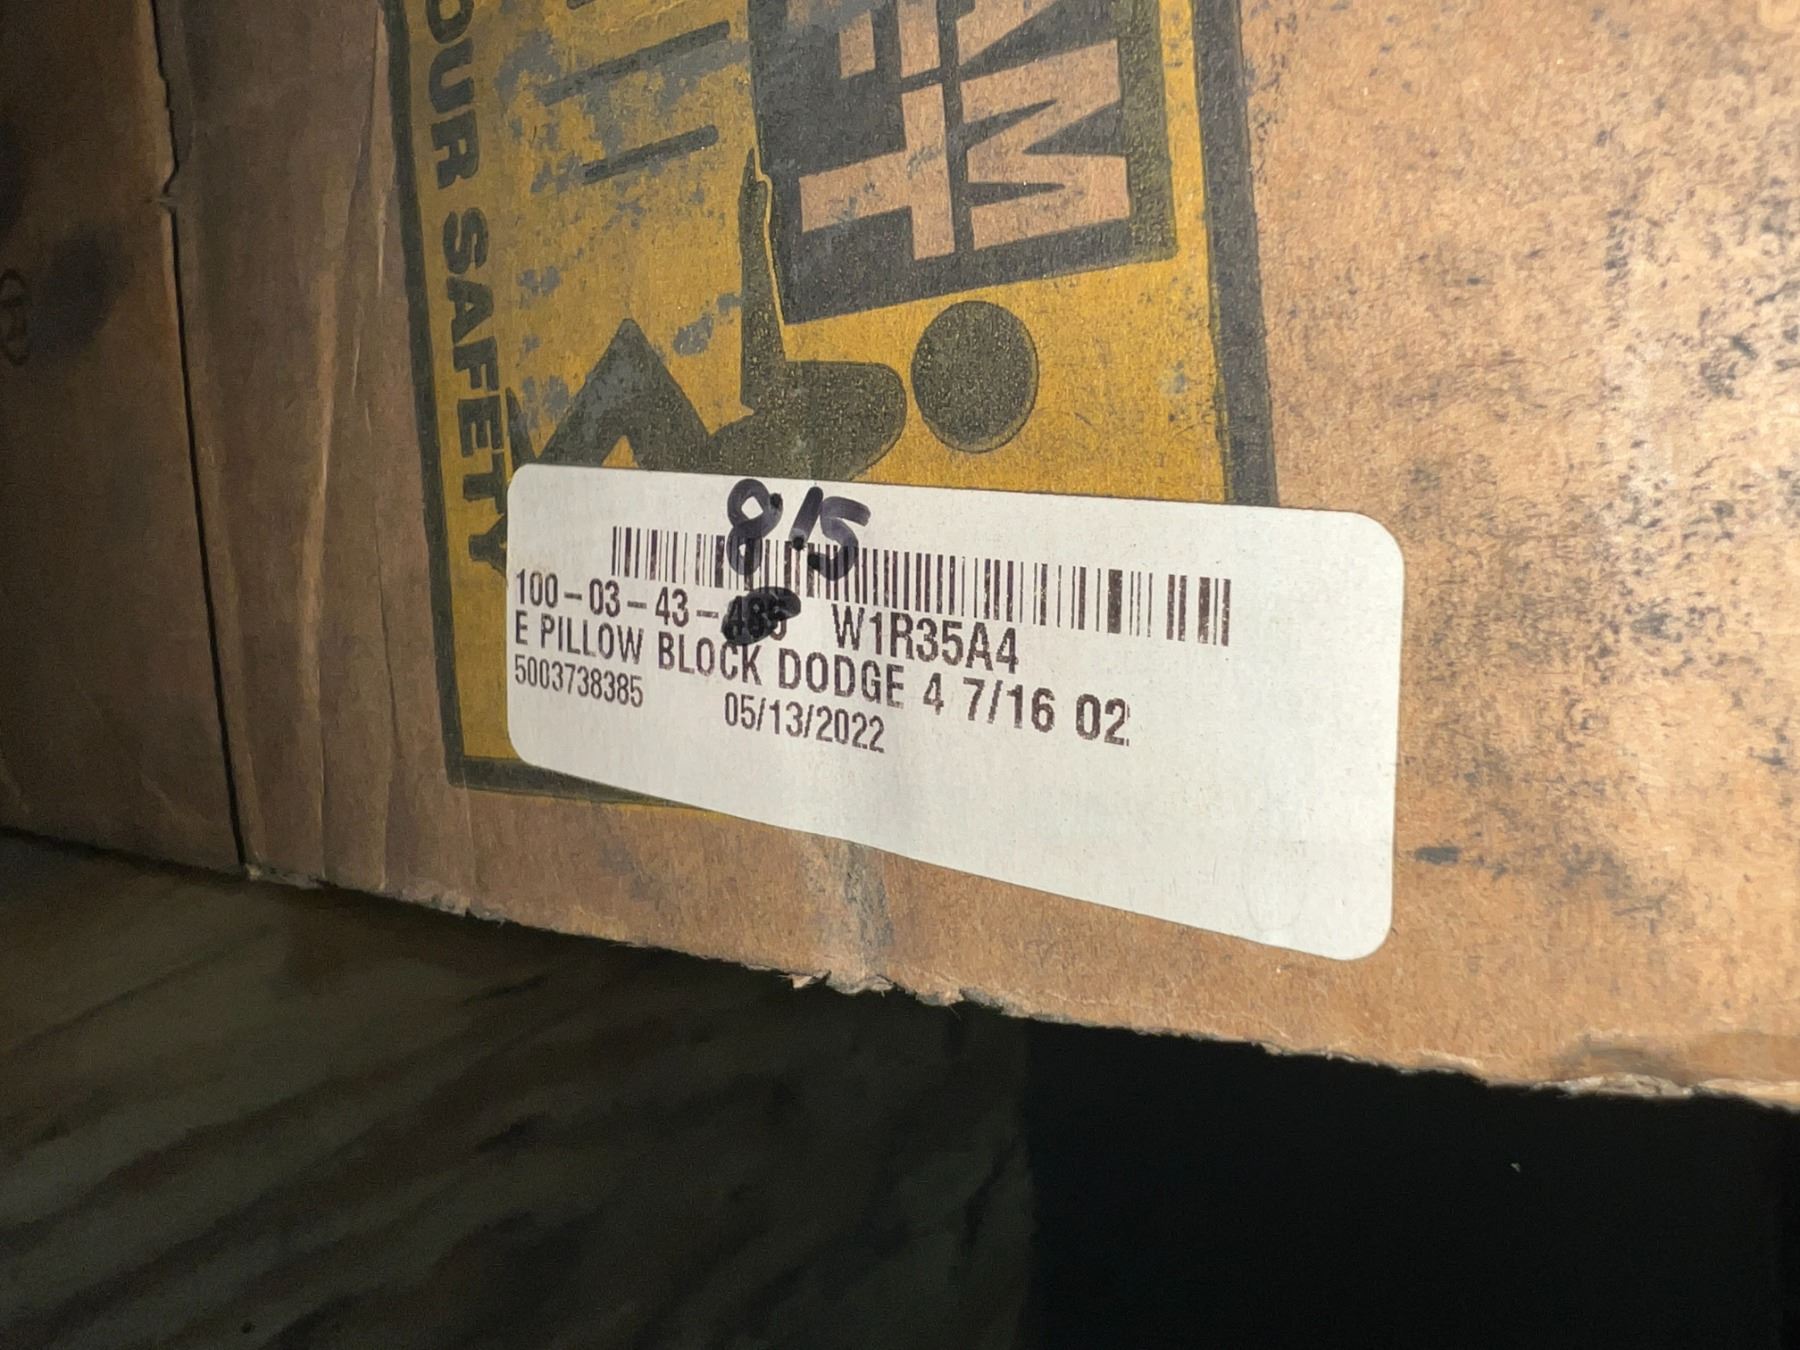 OUR SAFETY
8.15
100-03-43-485 W1R35A4
E PILLOW BLOCK DODGE 4 7/16 02
5003738385 05/13/2022